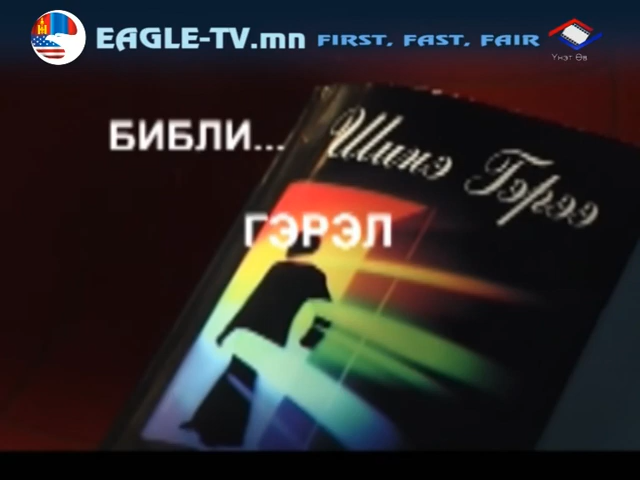 EAGLE-TV.mn FIRST, FAST, FAIR
Үнэт Өв
БИБЛИ... Шинэ Гэрээ
ГЭРЭЛ